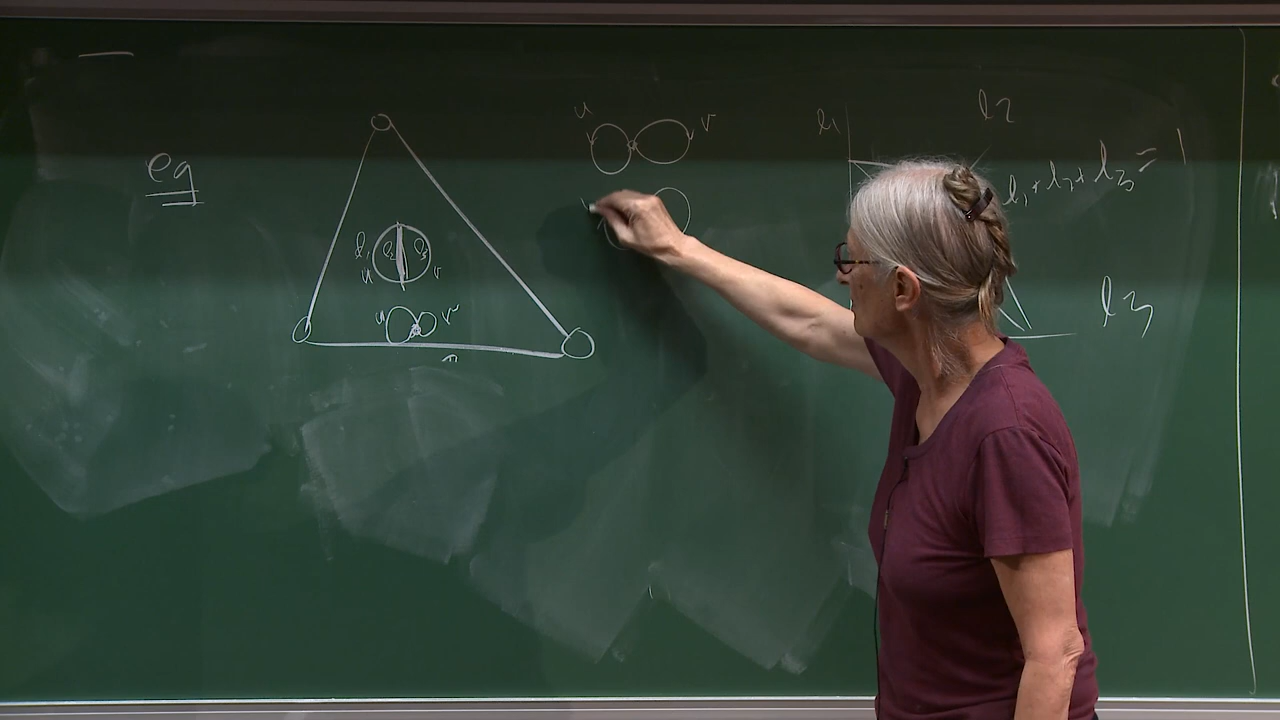 eg
l₁ l₂ l₃
u v
u v
u v
l₁
l₂
l₁ + l₂ + l₃ = 1
l₃